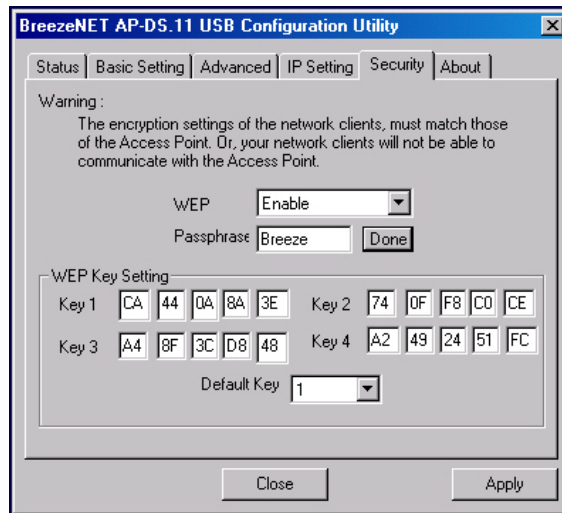 BreezeNET AP-DS.11 USB Configuration Utility
Status Basic Setting Advanced IP Setting Security About
Warning :
The encryption settings of the network clients, must match those
of the Access Point. Or, your network clients will not be able to
communicate with the Access Point.
WEP Enable
Passphrase Breeze Done
WEP Key Setting
Key 1 CA 44 0A 8A 3E Key 2 74 0F F8 C0 CE
Key 3 A4 8F 3C D8 48 Key 4 A2 49 24 51 FC
Default Key 1
Close Apply